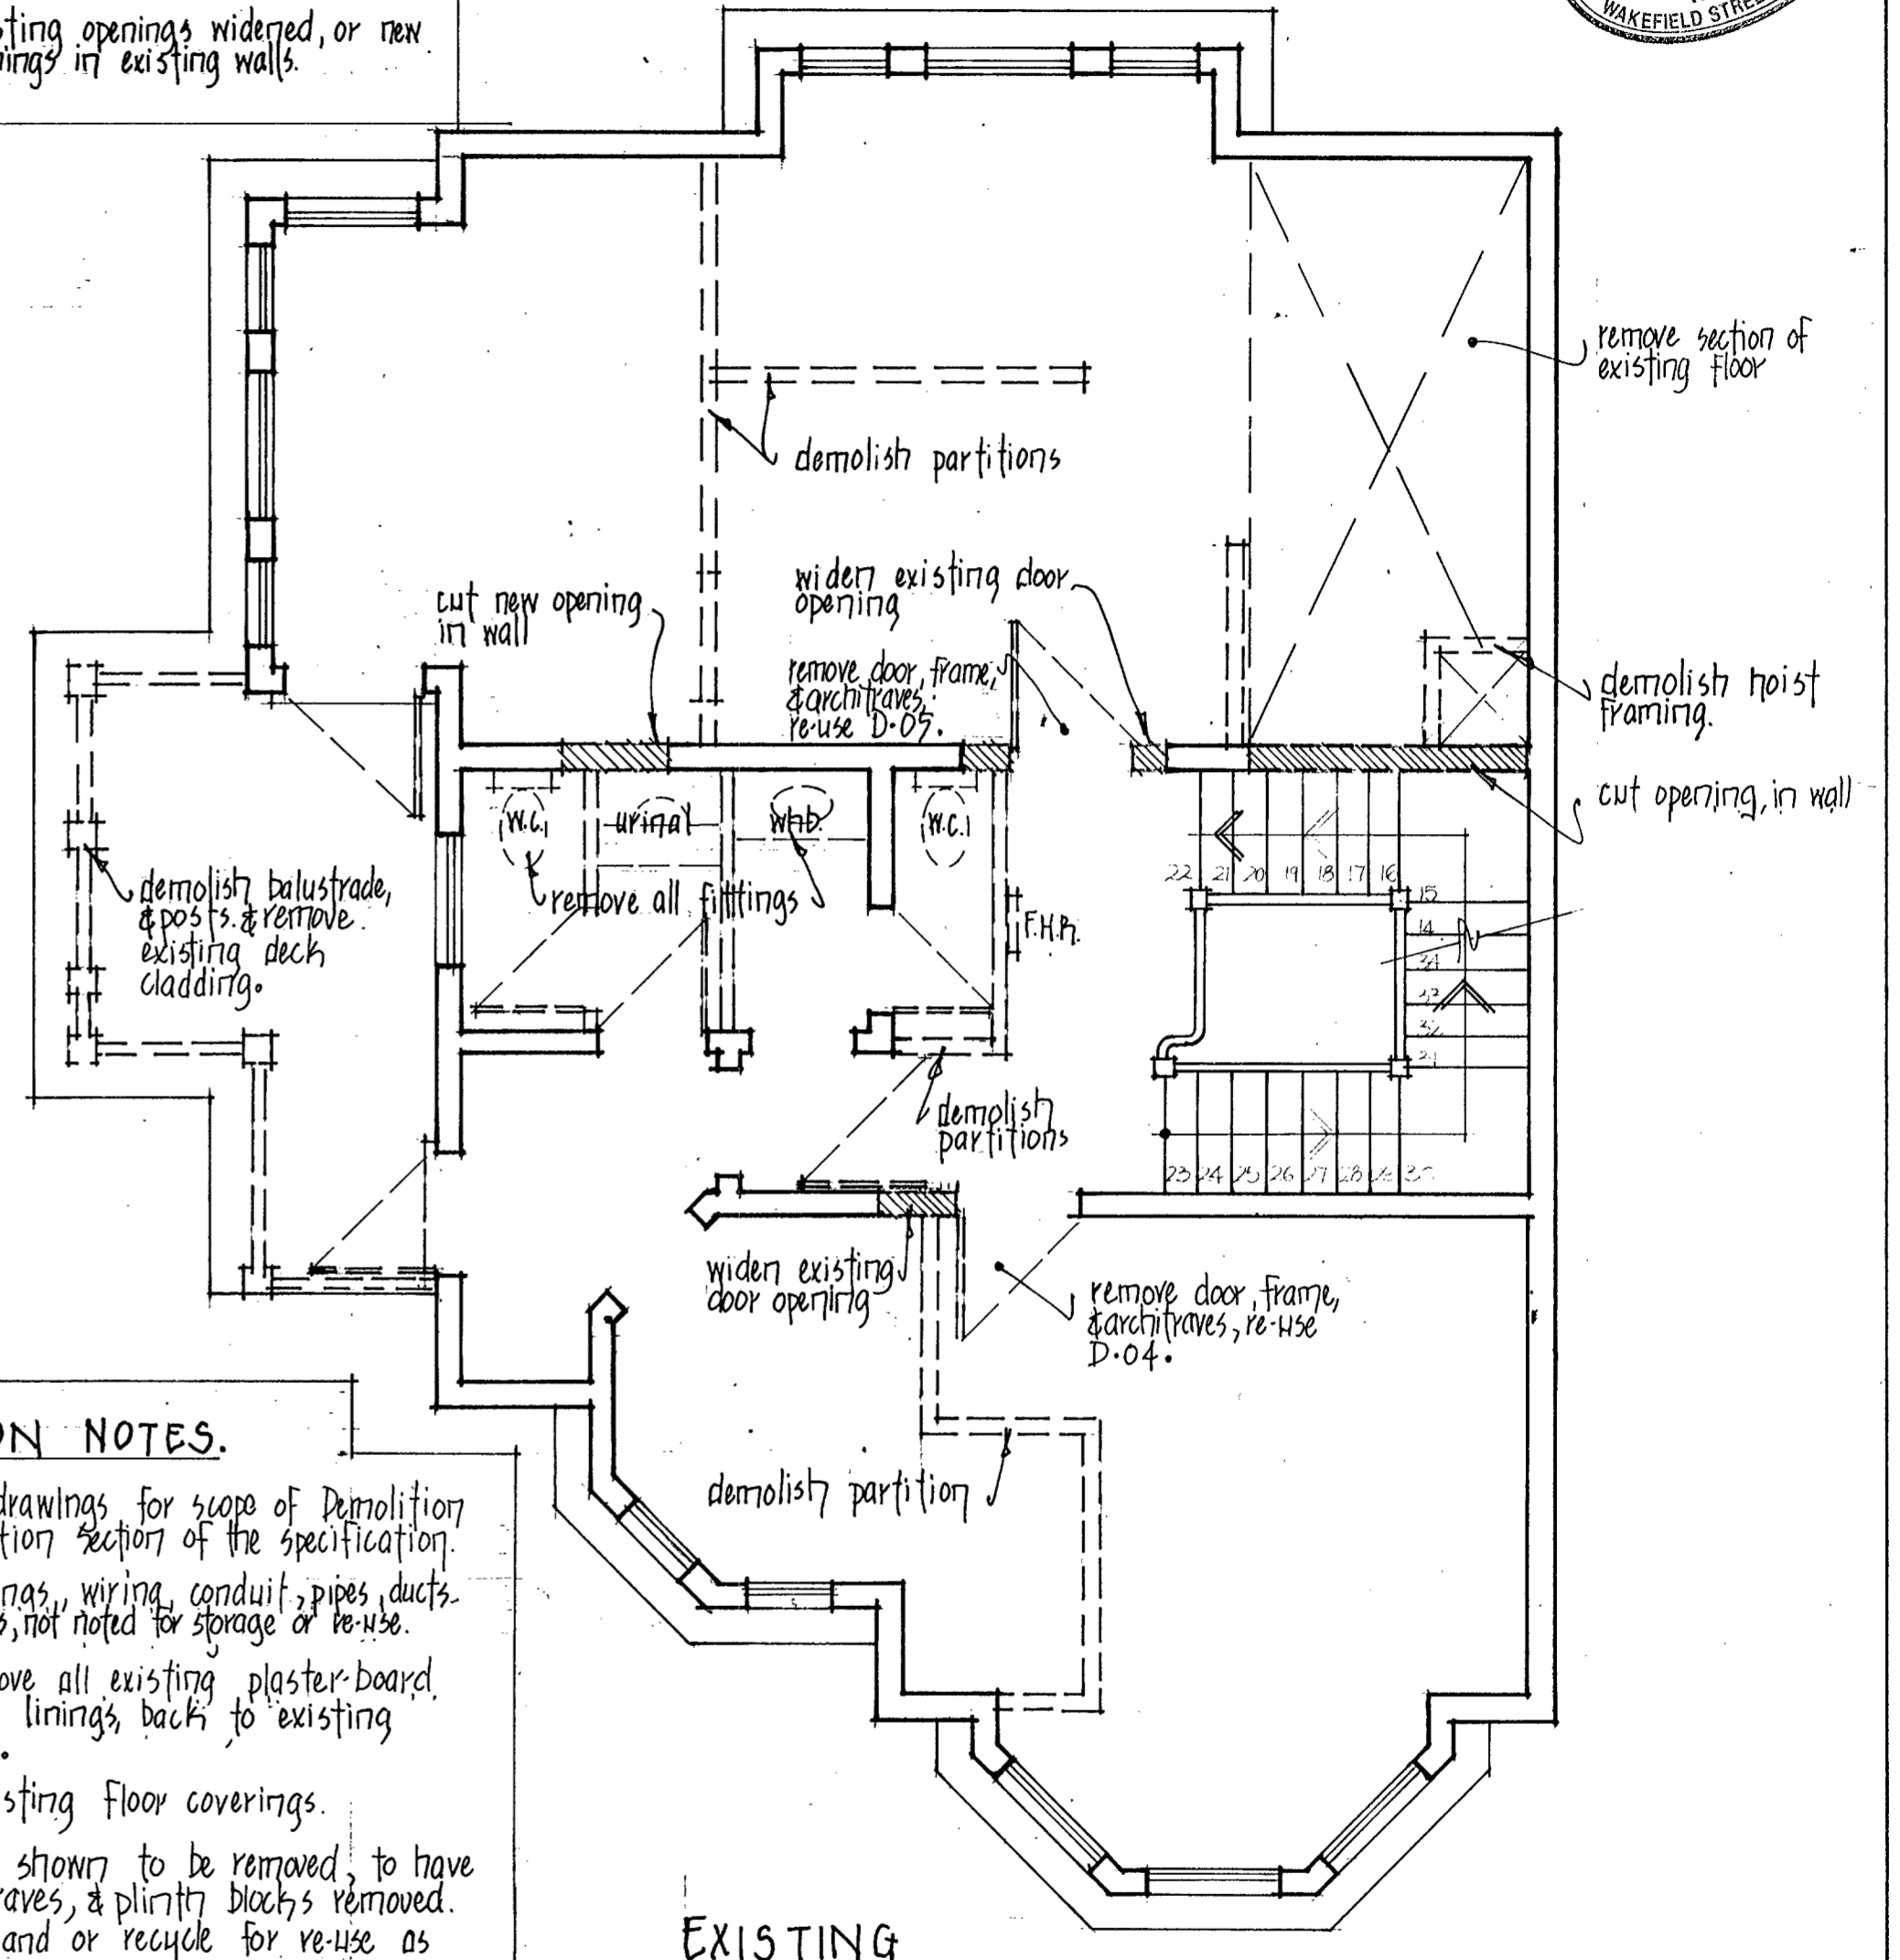 ting openings widened, or new
ings in existing walls.
WAKEFIELD STREE
remove section of
existing floor
demolish partitions
cut new opening
in wall
widen existing door
opening
remove door, frame,
& architraves,
re-use D.05.
demolish hoist
framing.
cut opening, in wall
W.C.
urinal
whb.
W.C.
remove all fitttings
F.H.R.
22 21 20 19 18 17 16
15
14
demolish balustrade,
& posts. & remove
existing deck
cladding.
demolish
partitions
23 24 25 26 27 28
widen existing
door opening
remove door, frame,
& architraves, re-use
D.04.
demolish partition
ON NOTES.
drawings for scope of Demolition
tion section of the specification.
ngs, wiring, conduit, pipes, ducts
s, not noted for storage or re-use.
ove all existing plaster-board
linings, back to existing
sting floor coverings.
shown to be removed, to have
aves, & plinth blocks removed.
and or recycle for re-use as
EXISTING